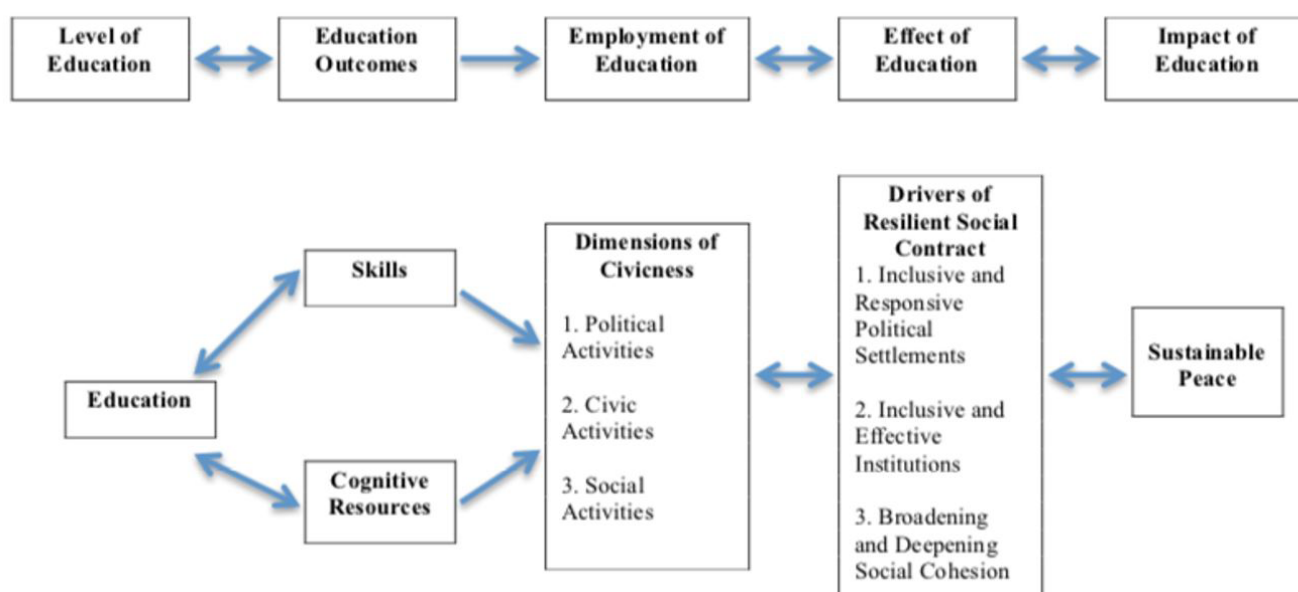 Level of
Education
Education
Outcomes
Employment of
Education
Effect of
Education
Impact of
Education
Education
Skills
Cognitive
Resources
Dimensions of
Civicness
1. Political
Activities
2. Civic
Activities
3. Social
Activities
Drivers of
Resilient Social
Contract
1. Inclusive and
Responsive
Political
Settlements
2. Inclusive and
Effective
Institutions
3. Broadening
and Deepening
Social Cohesion
Sustainable
Peace